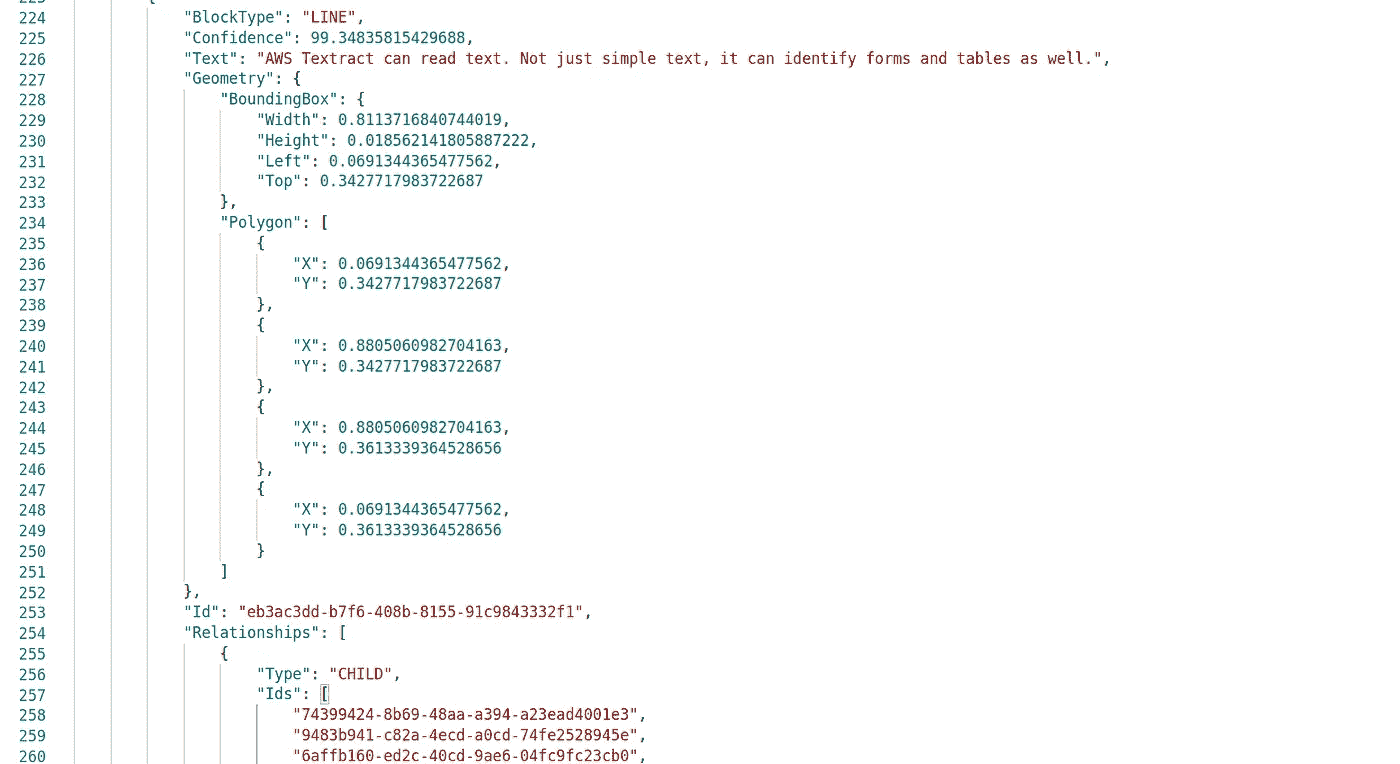 223 {
224 "BlockType": "LINE",
225 "Confidence": 99.34835815429688,
226 "Text": "AWS Textract can read text. Not just simple text, it can identify forms and tables as well.",
227 "Geometry": {
228 "BoundingBox": {
229 "Width": 0.8113716840744019,
230 "Height": 0.018562141805887222,
231 "Left": 0.0691344365477562,
232 "Top": 0.3427717983722687
233 },
234 "Polygon": [
235 {
236 "X": 0.0691344365477562,
237 "Y": 0.3427717983722687
238 },
239 {
240 "X": 0.8805060982704163,
241 "Y": 0.3427717983722687
242 },
243 {
244 "X": 0.8805060982704163,
245 "Y": 0.3613339364528656
246 },
247 {
248 "X": 0.0691344365477562,
249 "Y": 0.3613339364528656
250 }
251 ]
252 },
253 "Id": "eb3ac3dd-b7f6-408b-8155-91c9843332f1",
254 "Relationships": [
255 {
256 "Type": "CHILD",
257 "Ids": [
258 "74399424-8b69-48aa-a394-a23ead4001e3",
259 "9483b941-c82a-4ecd-a0cd-74fe2528945e",
260 "6affb160-ed2c-40cd-9ae6-04fc9fc23cb0",